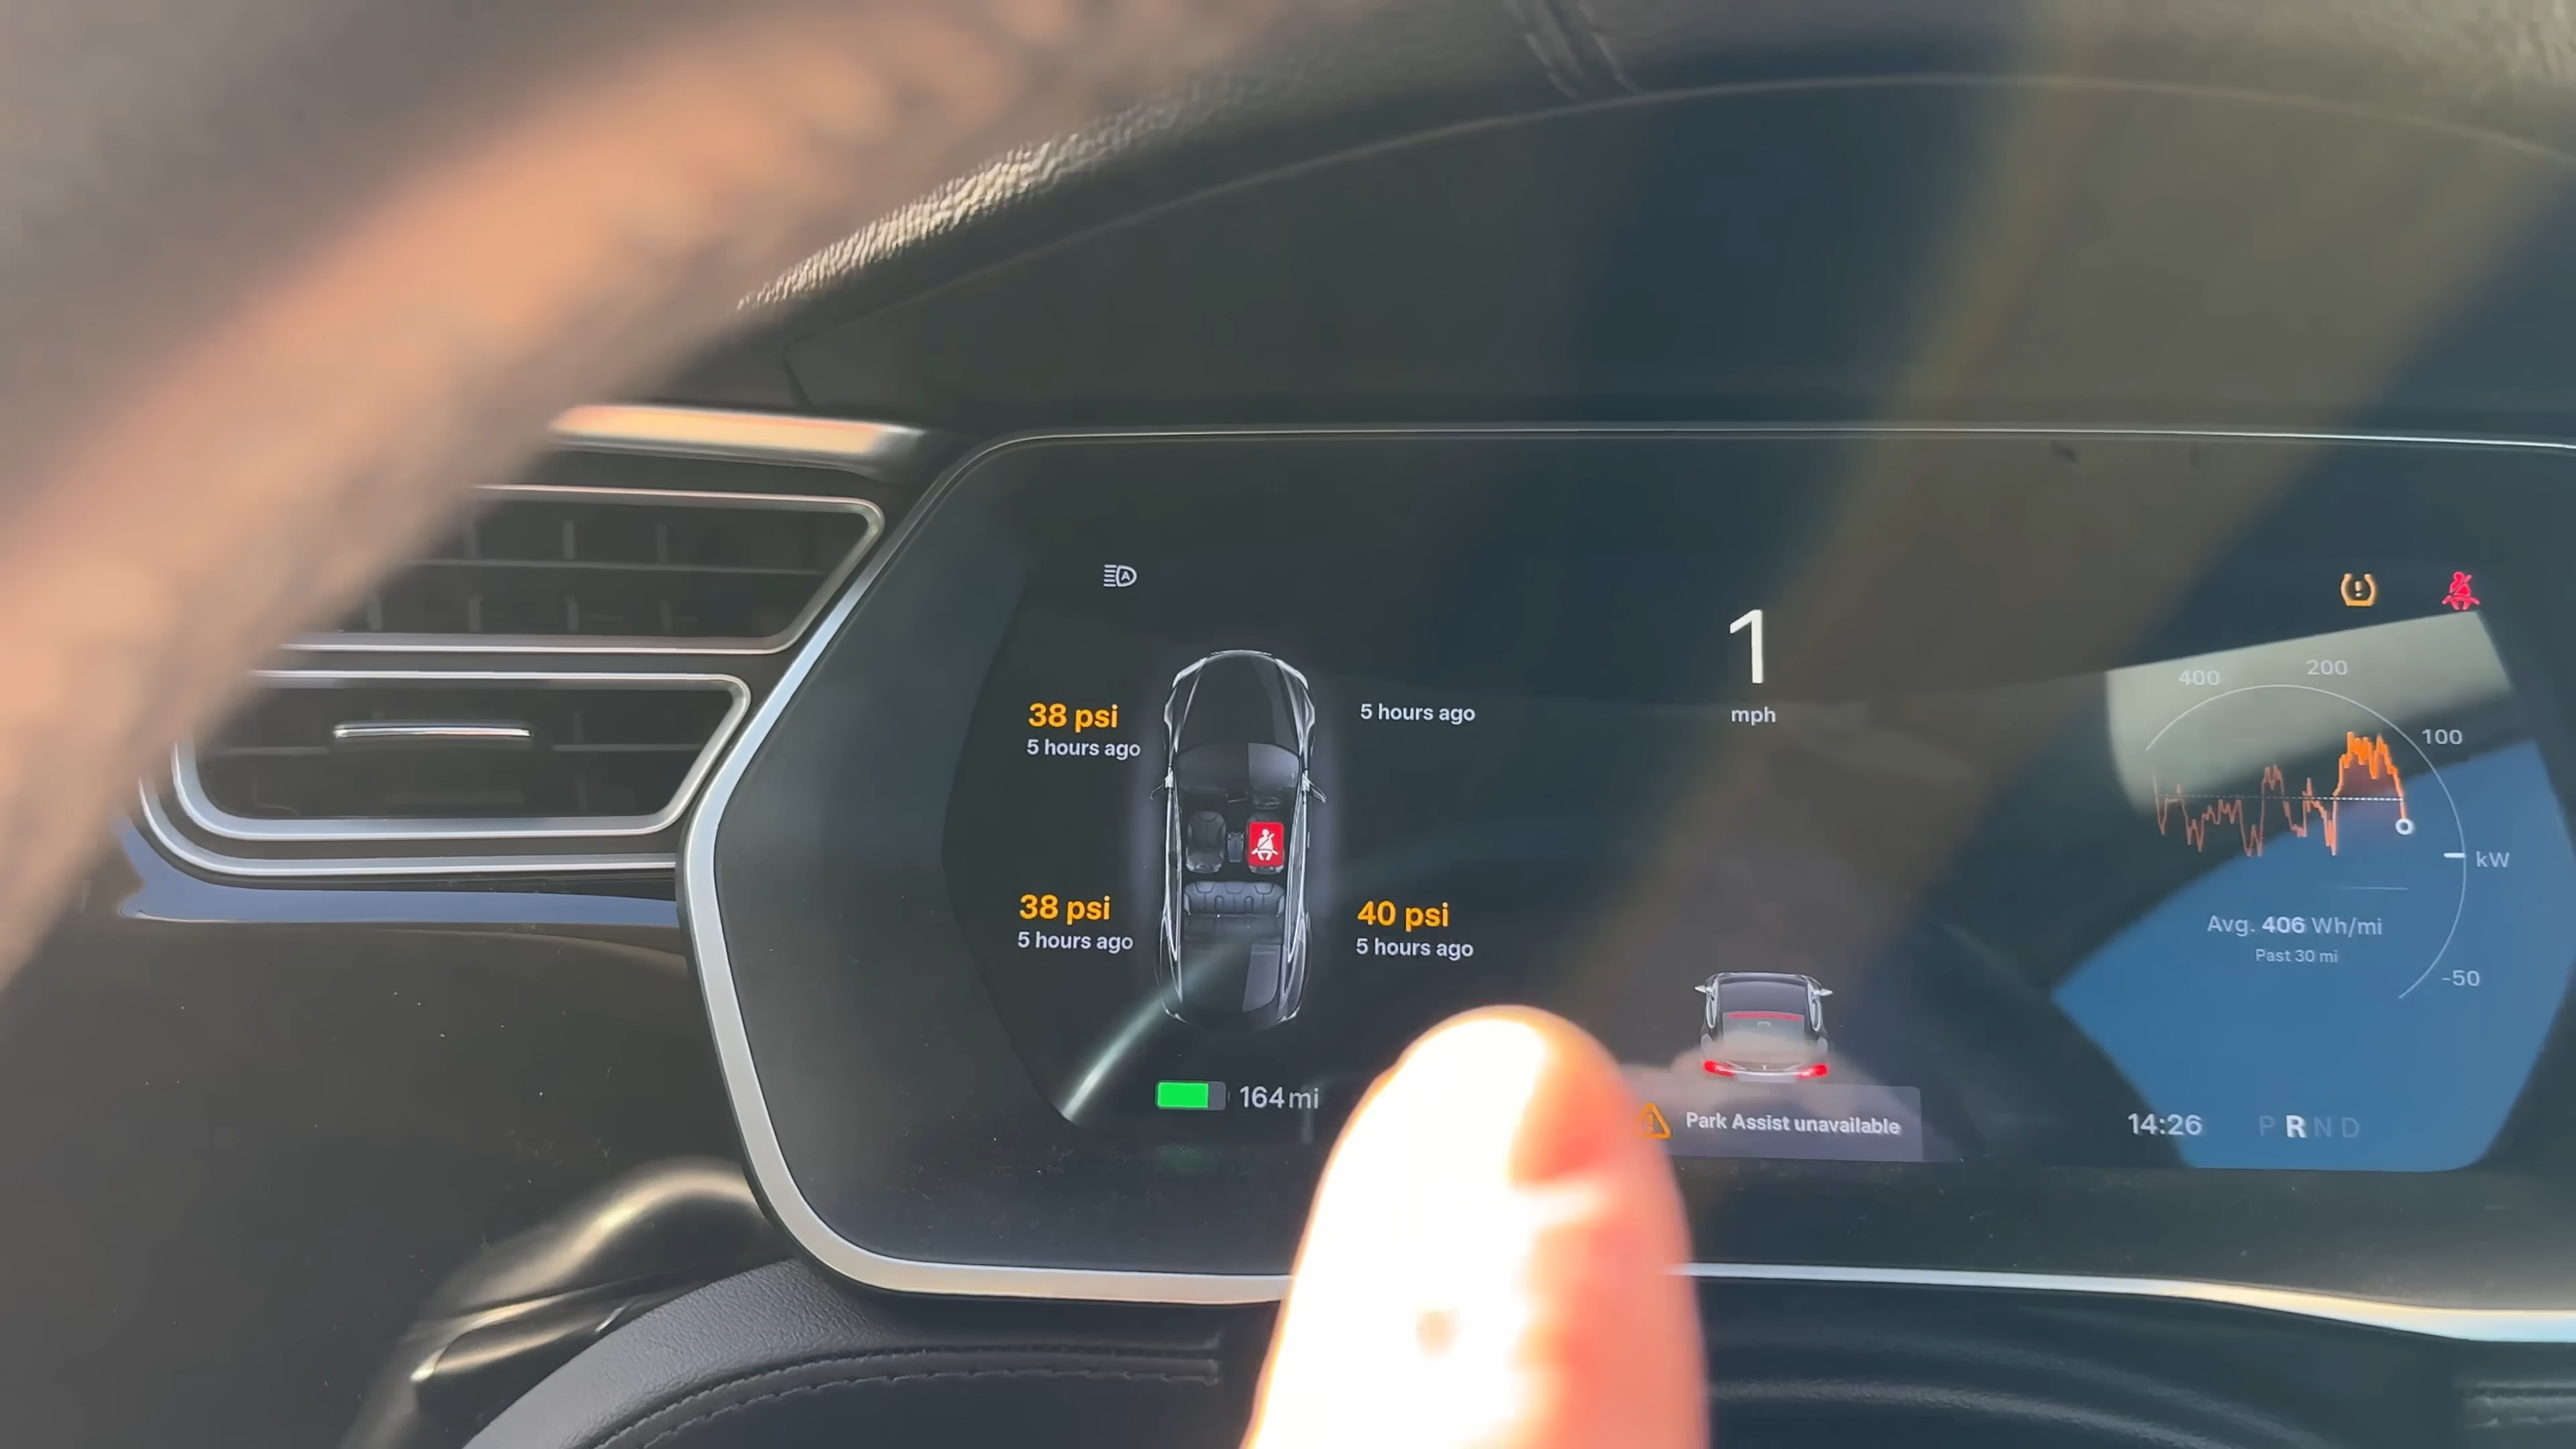 A
1
mph
38 psi
5 hours ago
5 hours ago
38 psi
5 hours ago
40 psi
5 hours ago
164 mi
Park Assist unavailable
400
200
100
kW
-50
Avg. 406 Wh/mi
Past 30 mi
14:26
P R N D